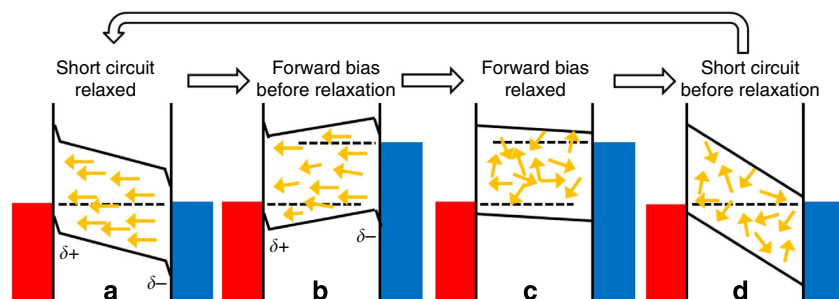 Short circuit
relaxed
Forward bias
before relaxation
Forward bias
relaxed
Short circuit
before relaxation
δ+
δ−
a
δ+
δ−
b
c
d